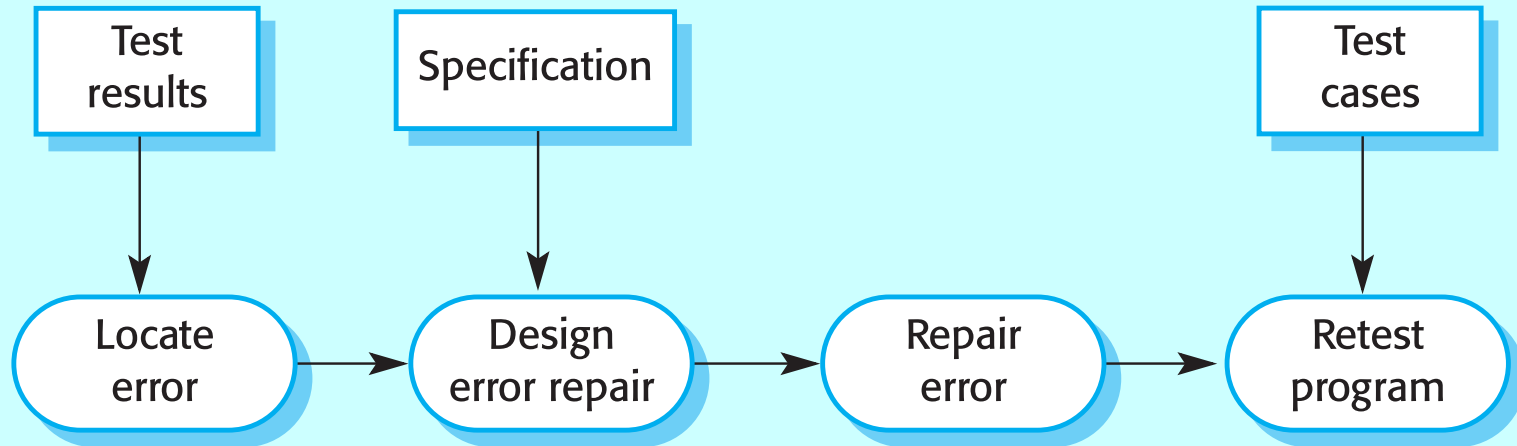 Test
results
Specification
Test
cases
Locate
error
Design
error repair
Repair
error
Retest
program